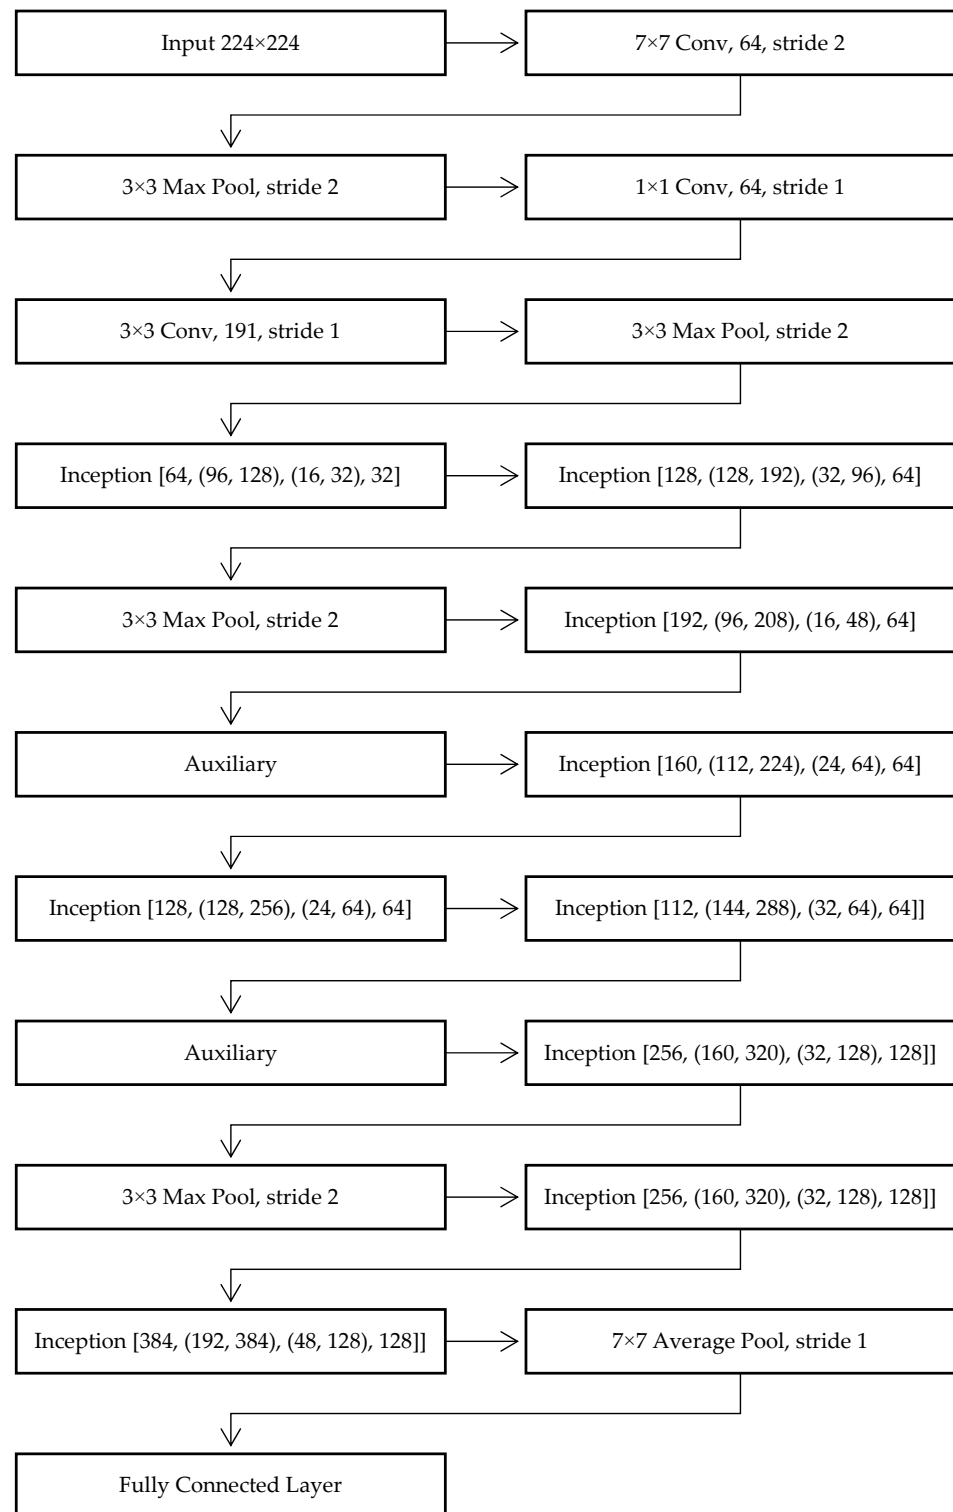 Input 224×224
7×7 Conv, 64, stride 2
3×3 Max Pool, stride 2
1×1 Conv, 64, stride 1
3×3 Conv, 191, stride 1
3×3 Max Pool, stride 2
Inception [64, (96, 128), (16, 32), 32]
Inception [128, (128, 192), (32, 96), 64]
3×3 Max Pool, stride 2
Inception [192, (96, 208), (16, 48), 64]
Auxiliary
Inception [160, (112, 224), (24, 64), 64]
Inception [128, (128, 256), (24, 64), 64]
Inception [112, (144, 288), (32, 64), 64]]
Auxiliary
Inception [256, (160, 320), (32, 128), 128]]
3×3 Max Pool, stride 2
Inception [256, (160, 320), (32, 128), 128]]
Inception [384, (192, 384), (48, 128), 128]]
7×7 Average Pool, stride 1
Fully Connected Layer